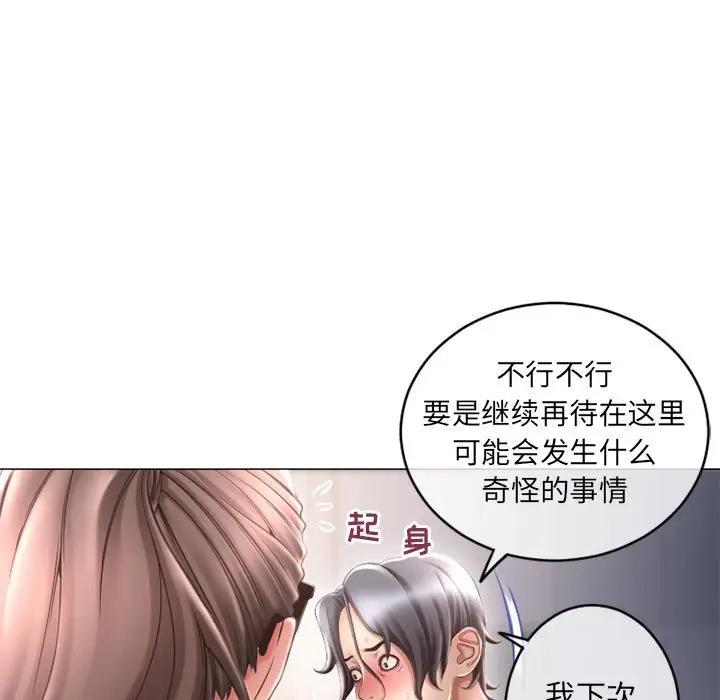 不行不行
要是继续再待在这里
可能会发生什么
奇怪的事情
起身
我下次